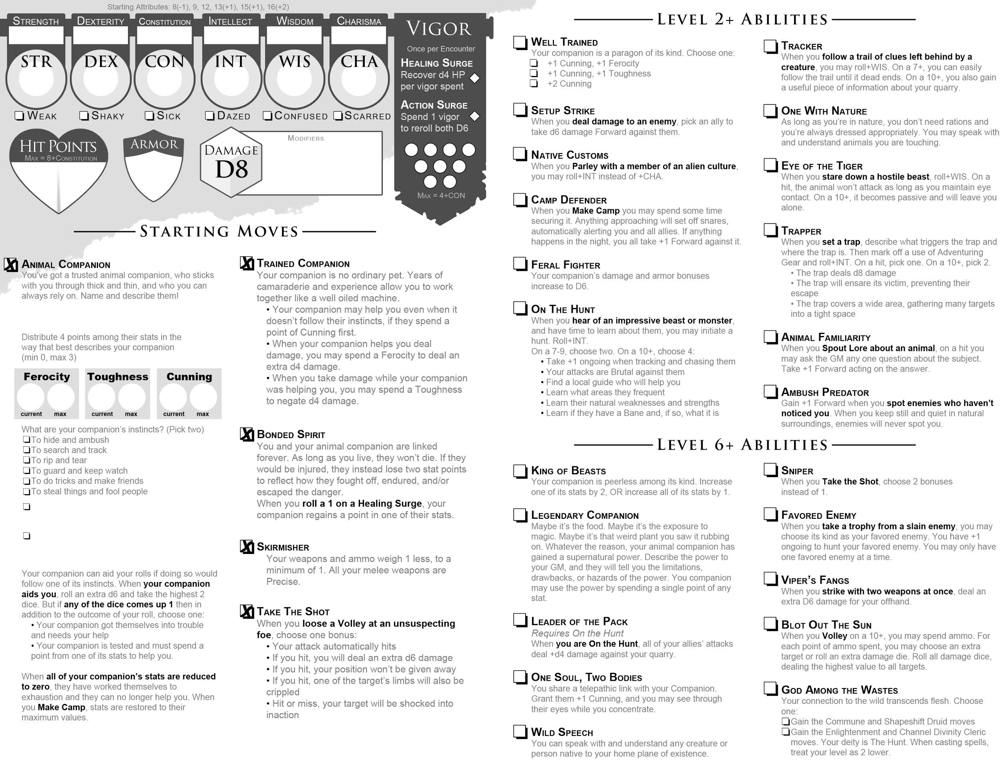 Starting Attributes: 8(-1), 9, 12, 13(+1), 15(+1), 16(+2)
Strength
Dexterity
Constitution
Intellect
Wisdom
Charisma
STR
DEX
CON
INT
WIS
CHA
Weak
Shaky
Sick
Dazed
Confused
Scarred
Hit Points
Max = 8+Constitution
Armor
Damage
D8
Modifiers
Vigor
Once per Encounter
Healing Surge
Recover d4 HP
per vigor spent
Action Surge
Spend 1 vigor
to reroll both D6
Max = 4+CON
Starting Moves
Animal Companion
You've got a trusted animal companion, who sticks
with you through thick and thin, and who you can
always rely on. Name and describe them!
Distribute 4 points among their stats in the
way that best describes your companion
(min 0, max 3)
Ferocity
current max
Toughness
current max
Cunning
current max
What are your companion's instincts? (Pick two)
To hide and ambush
To search and track
To rip and tear
To guard and keep watch
To do tricks and make friends
To steal things and fool people
Your companion can aid your rolls if doing so would
follow one of its instincts. When your companion
aids you, roll an extra d6 and take the highest 2
dice. But if any of the dice comes up 1 then in
addition to the outcome of your roll, choose one:
• Your companion got themselves into trouble
and needs your help
• Your companion is tested and must spend a
point from one of its stats to help you.
When all of your companion's stats are reduced
to zero, they have worked themselves to
exhaustion and they can no longer help you. When
you Make Camp, stats are restored to their
maximum values.
Trained Companion
Your companion is no ordinary pet. Years of
camaraderie and experience allow you to work
together like a well oiled machine.
• Your companion may help you even when it
doesn't follow their instincts, if they spend a
point of Cunning first.
• When your companion helps you deal
damage, you may spend a Ferocity to deal an
extra d4 damage.
• When you take damage while your companion
was helping you, you may spend a Toughness
to negate d4 damage.
Bonded Spirit
You and your animal companion are linked
forever. As long as you live, they won't die. If they
would be injured, they instead lose two stat points
to reflect how they fought off, endured, and/or
escaped the danger.
When you roll a 1 on a Healing Surge, your
companion regains a point in one of their stats.
Skirmisher
Your weapons and ammo weigh 1 less, to a
minimum of 1. All your melee weapons are
Precise.
Take The Shot
When you loose a Volley at an unsuspecting
foe, choose one bonus:
• Your attack automatically hits
• If you hit, you will deal an extra d6 damage
• If you hit, your position won't be given away
• If you hit, one of the target's limbs will also be
crippled
• Hit or miss, your target will be shocked into
inaction
Level 2+ Abilities
Well Trained
Your companion is a paragon of its kind. Choose one:
+1 Cunning, +1 Ferocity
+1 Cunning, +1 Toughness
+2 Cunning
Setup Strike
When you deal damage to an enemy, pick an ally to
take d6 damage Forward against them.
Native Customs
When you Parley with a member of an alien culture,
you may roll+INT instead of +CHA.
Camp Defender
When you Make Camp you may spend some time
securing it. Anything approaching will set off snares,
automatically alerting you and all allies. If anything
happens in the night, you all take +1 Forward against it.
Feral Fighter
Your companion's damage and armor bonuses
increase to D6.
On The Hunt
When you hear of an impressive beast or monster,
and have time to learn about them, you may initiate a
hunt. Roll+INT.
On a 7-9, choose two. On a 10+, choose 4:
• Take +1 ongoing when tracking and chasing them
• Your attacks are Brutal against them
• Find a local guide who will help you
• Learn what areas they frequent
• Learn their natural weaknesses and strengths
• Learn if they have a Bane and, if so, what it is
Tracker
When you follow a trail of clues left behind by a
creature, you may roll+WIS. On a 7+, you can easily
follow the trail until it dead ends. On a 10+, you also gain
a useful piece of information about your quarry.
One With Nature
As long as you're in nature, you don't need rations and
you're always dressed appropriately. You may speak with
and understand animals you are touching.
Eye of the Tiger
When you stare down a hostile beast, roll+WIS. On a
hit, the animal won't attack as long as you maintain eye
contact. On a 10+, it becomes passive and will leave you
alone.
Trapper
When you set a trap, describe what triggers the trap and
where the trap is. Then mark off a use of Adventuring
Gear and roll+INT. On a hit, pick one. On a 10+, pick 2.
• The trap deals d8 damage
• The trap will ensare its victim, preventing their
escape
• The trap covers a wide area, gathering many targets
into a tight space
Animal Familiarity
When you Spout Lore about an animal, on a hit you
may ask the GM any one question about the subject.
Take +1 Forward acting on the answer.
Ambush Predator
Gain +1 Forward when you spot enemies who haven't
noticed you. When you keep still and quiet in natural
surroundings, enemies will never spot you.
Level 6+ Abilities
King of Beasts
Your companion is peerless among its kind. Increase
one of its stats by 2, OR increase all of its stats by 1.
Legendary Companion
Maybe it's the food. Maybe it's the exposure to
magic. Maybe it's that weird plant you saw it rubbing
on. Whatever the reason, your animal companion has
gained a supernatural power. Describe the power to
your GM, and they will tell you the limitations,
drawbacks, or hazards of the power. You companion
may use the power by spending a single point of any
stat.
Leader of the Pack
Requires On the Hunt
When you are On the Hunt, all of your allies' attacks
deal +d4 damage against your quarry.
One Soul, Two Bodies
You share a telepathic link with your Companion.
Grant them +1 Cunning, and you may see through
their eyes while you concentrate.
Wild Speech
You can speak with and understand any creature or
person native to your home plane of existence.
Sniper
When you Take the Shot, choose 2 bonuses
instead of 1.
Favored Enemy
When you take a trophy from a slain enemy, you may
choose its kind as your favored enemy. You have +1
ongoing to hunt your favored enemy. You may only have
one favored enemy at a time.
Viper's Fangs
When you strike with two weapons at once, deal an
extra D6 damage for your offhand.
Blot Out The Sun
When you Volley on a 10+, you may spend ammo. For
each point of ammo spent, you may choose an extra
target or roll an extra damage die. Roll all damage dice,
dealing the highest value to all targets.
God Among the Wastes
Your connection to the wild transcends flesh. Choose
one:
Gain the Commune and Shapeshift Druid moves
Gain the Enlightenment and Channel Divinity Cleric
moves. Your deity is The Hunt. When casting spells,
treat your level as 2 lower.